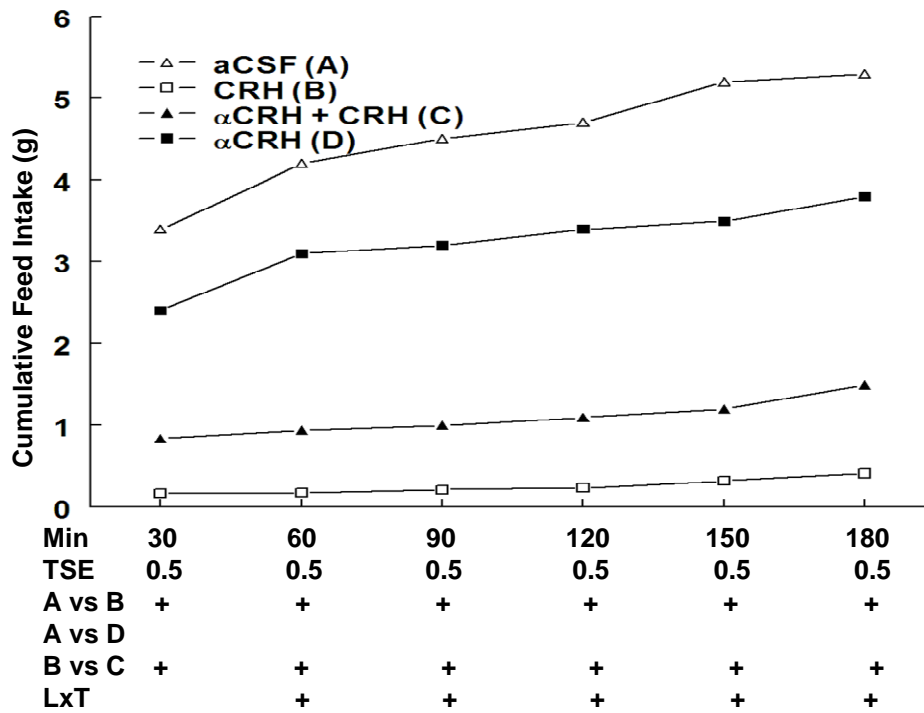 6
5
4
3
2
1
0
Cumulative Feed Intake (g)
aCSF (A)
CRH (B)
αCRH + CRH (C)
αCRH (D)
Min 30 60 90 120 150 180
TSE 0.5 0.5 0.5 0.5 0.5 0.5
A vs B + + + + + +
A vs D
B vs C + + + + + +
LxT + + + + +